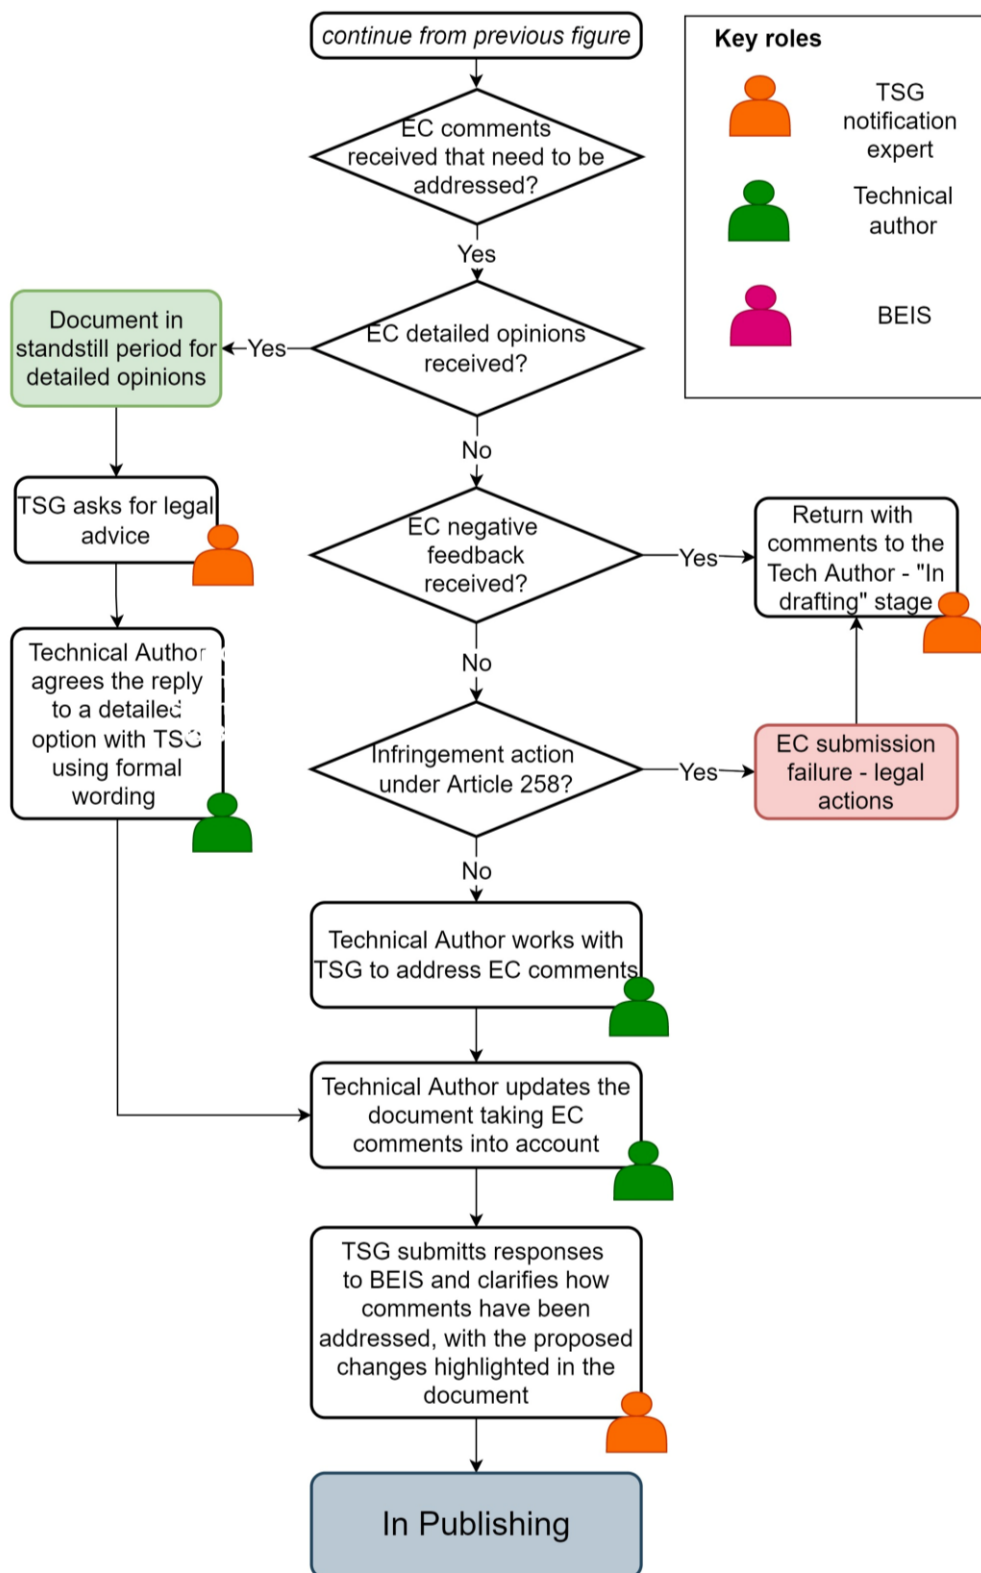 continue from previous figure
Key roles
TSG
notification
expert
Technical
author
BEIS
EC comments
received that need to be
addressed?
Yes
EC detailed opinions
received?
Yes
Document in
standstill period for
detailed opinions
No
TSG asks for legal
advice
EC negative
feedback
received?
Yes
Return with
comments to the
Tech Author - "In
drafting" stage
Technical Author
agrees the reply
to a detailed
option with TSG
using formal
wording
No
Infringement action
under Article 258?
Yes
EC submission
failure - legal
actions
No
Technical Author works with
TSG to address EC comments
Technical Author updates the
document taking EC
comments into account
TSG submitts responses
to BEIS and clarifies how
comments have been
addressed, with the proposed
changes highlighted in the
document
In Publishing